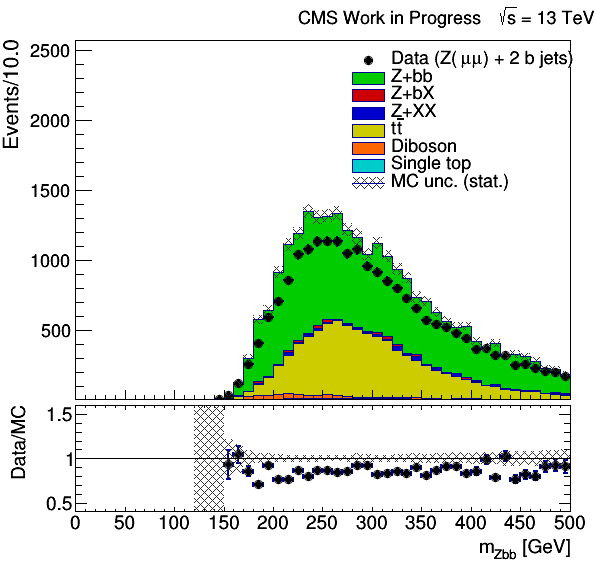 CMS Work in Progress √s = 13 TeV
Events/10.0
2500
2000
1500
1000
500
Data (Z(μμ) + 2 b jets)
Z+bb
Z+bX
Z+XX
tt̄
Diboson
Single top
MC unc. (stat.)
Data/MC
1.5
1
0.5
0 50 100 150 200 250 300 350 400 450 500
m_Zbb [GeV]